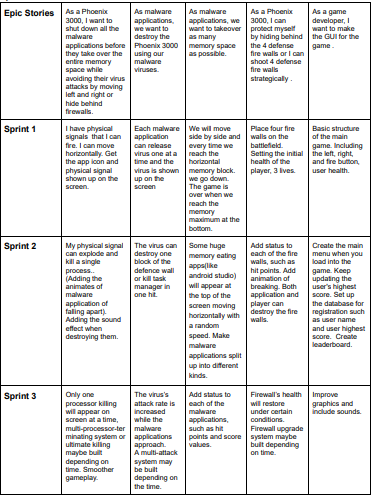 Epic Stories
As a Phoenix
3000, I want to
shut down all the
malware
applications before
they take over the
entire memory
space while
avoiding their virus
attacks by moving
left and right or
hide behind
firewalls.
As malware
applications,
we want to
destroy the
Phoenix 3000
using our
malware
viruses.
As malware
applications, we
want to takeover
as many
memory space
as possible.
As a Phoenix
3000, I can
protect myself
by hiding behind
the 4 defense
fire walls or I can
shoot 4 defense
fire walls
strategically .
As a game
developer, I
want to make
the GUI for the
game .
Sprint 1
I have physical
signals that I can
fire. I can move
horizontally. Get
the app icon and
physical signal
shown up on the
screen.
Each malware
application
can release
virus one at a
time and the
virus is shown
up on the
screen
We will move
side by side and
every time we
reach the
horizontal
memory block.
we go down.
The game is
over when we
reach the
memory
maximum at the
bottom.
Place four fire
walls on the
battlefield.
Setting the initial
health of the
player, 3 lives.
Basic structure
of the main
game. Including
the left, right,
and fire button,
user health.
Sprint 2
My physical signal
can explode and
kill a single
process..
(Adding the
animates of
malware
application of
falling apart).
Adding the sound
effect when
destroying them.
The virus can
destroy one
block of the
defence wall
or kill task
manager in
one hit.
Some huge
memory eating
apps(like
android studio)
will appear at
the top of the
screen moving
horizontally with
a random
speed. Make
malware
applications split
up into different
kinds.
Add status to
each of the fire
walls, such as
hit points. Add
animation of
breaking. Both
application and
player can
destroy the fire
walls.
Create the main
menu when you
load into the
game. Keep
updating the
user's highest
score. Set up
the database for
registration such
as user name
and user highest
score. Create
leaderboard.
Sprint 3
Only one
processor killing
will appear on
screen at a time,
multi-processor-ter
minating system or
ultimate killing
maybe built
depending on
time. Smoother
gameplay.
The virus's
attack rate is
increased
while the
malware
applications
approach.
A multi-attack
system may
be built
depending on
the time.
Add status to
each of the
malware
applications,
such as hit
points and score
values.
Firewall's health
will restore
under certain
conditions.
Firewall upgrade
system maybe
built depending
on time.
Improve
graphics and
include sounds.